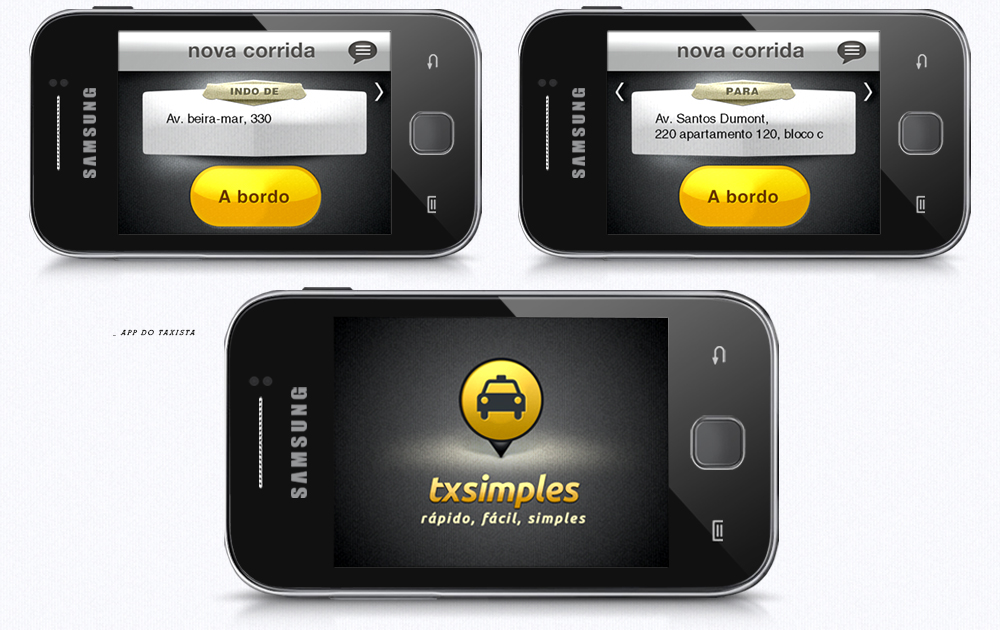 SAMSUNG
nova corrida
INDO DE
Av. beira-mar, 330
A bordo
SAMSUNG
nova corrida
PARA
Av. Santos Dumont,
220 apartamento 120, bloco c
A bordo
_ APP DO TAXISTA
SAMSUNG
txsimples
rápido, fácil, simples